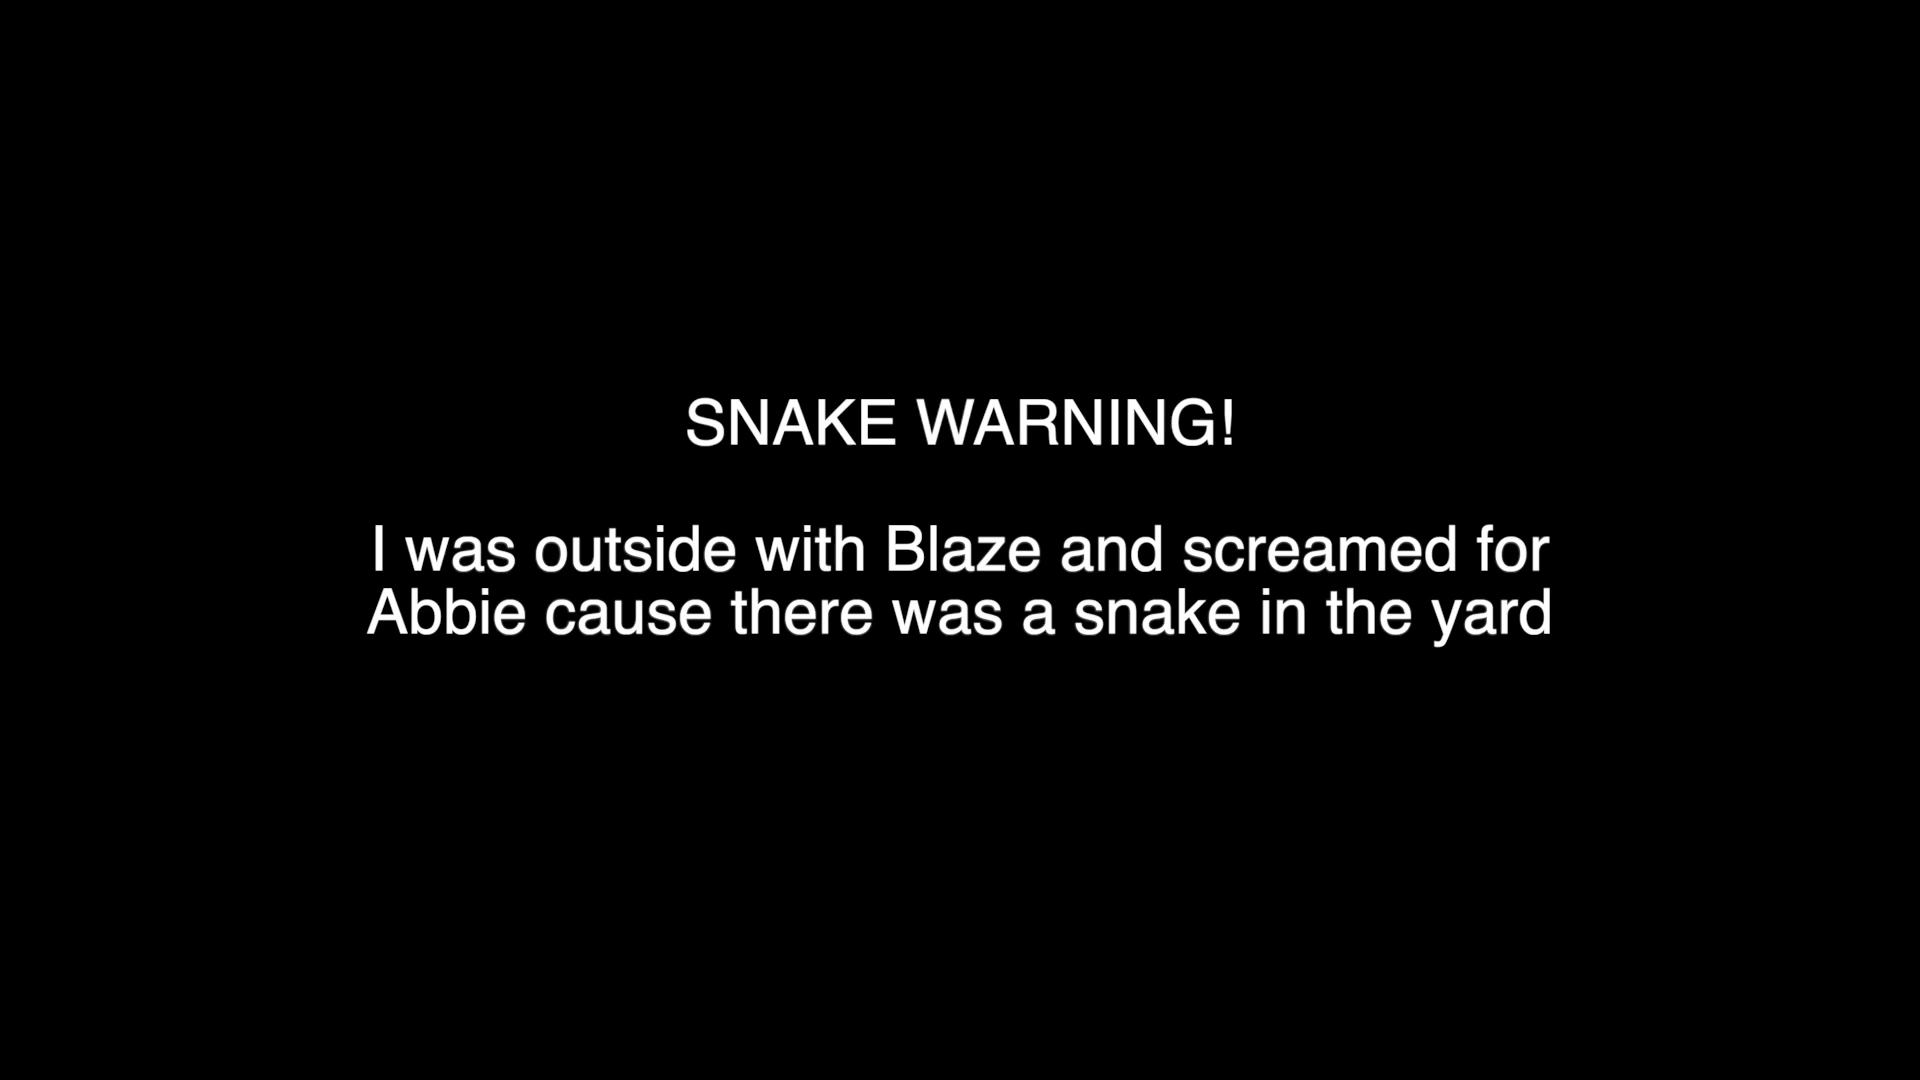 SNAKE WARNING!
I was outside with Blaze and screamed for
Abbie cause there was a snake in the yard